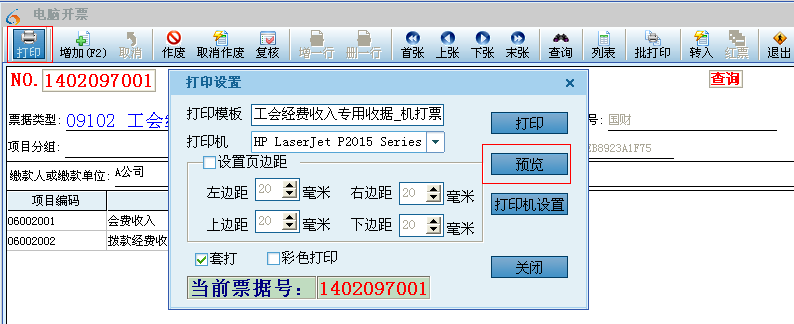 电脑开票
打印 增加(F2) 取消 作废 取消作废 复核 增一行 删一行 首张 上张 下张 末张 查询 列表 批打印 转入 红票 退出
NO. 1402097001 查询
打印设置
打印模板 工会经费收入专用收据_机打票 打印
票据类型: 09102 工会 号: 国财
打印机 HP LaserJet P2015 Series
项目分组: EB8923A1F75
设置页边距 预览
缴款人或缴款单位: A公司
左边距 20 毫米 右边距 20 毫米 打印机设置
项目编码
06002001 会费收入
上边距 20 毫米 下边距 20 毫米
06002002 拨款经费收
套打 彩色打印 关闭
当前票据号: 1402097001